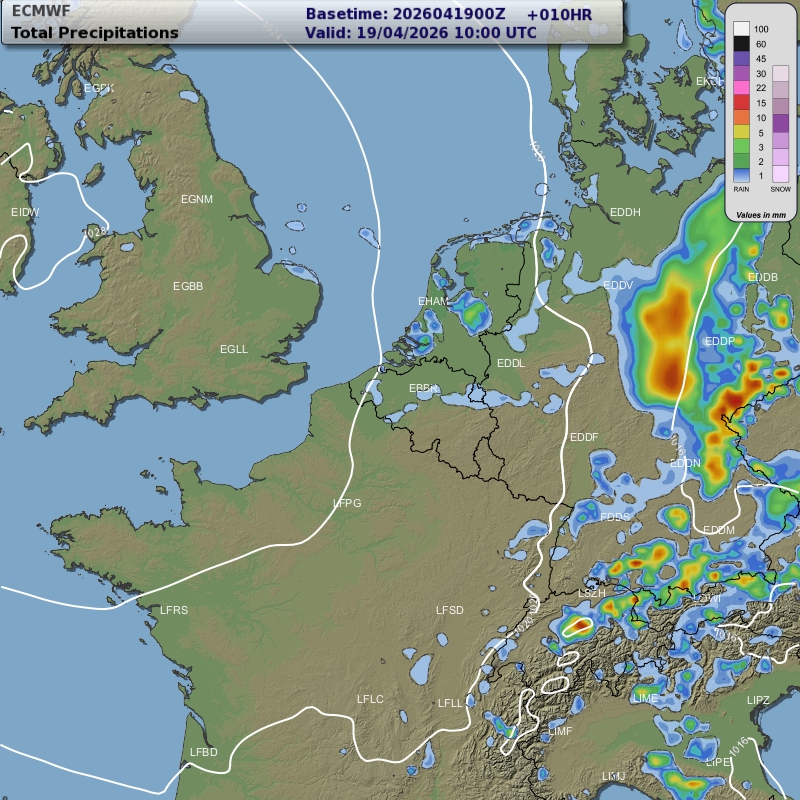 ECMWF
Basetime: 2026041900Z +010HR
Total Precipitations
Valid: 19/04/2026 10:00 UTC
100
60
45
30
22
15
10
5
3
2
1
RAIN SNOW
Values in mm
EGPK
EIDW
EGNM
1028
EGBB
EGLL
EDDH
1020
EDDV
EDDB
EHAM
EDDP
EDDL
EDDF
EDDN
LFPG
EDDS
EDDM
LSZH
LFRS
LFSD
1020
LFLC
LFLL
LIME
LIPZ
LIMF
LFBD
1016
LIPE
LIMJ